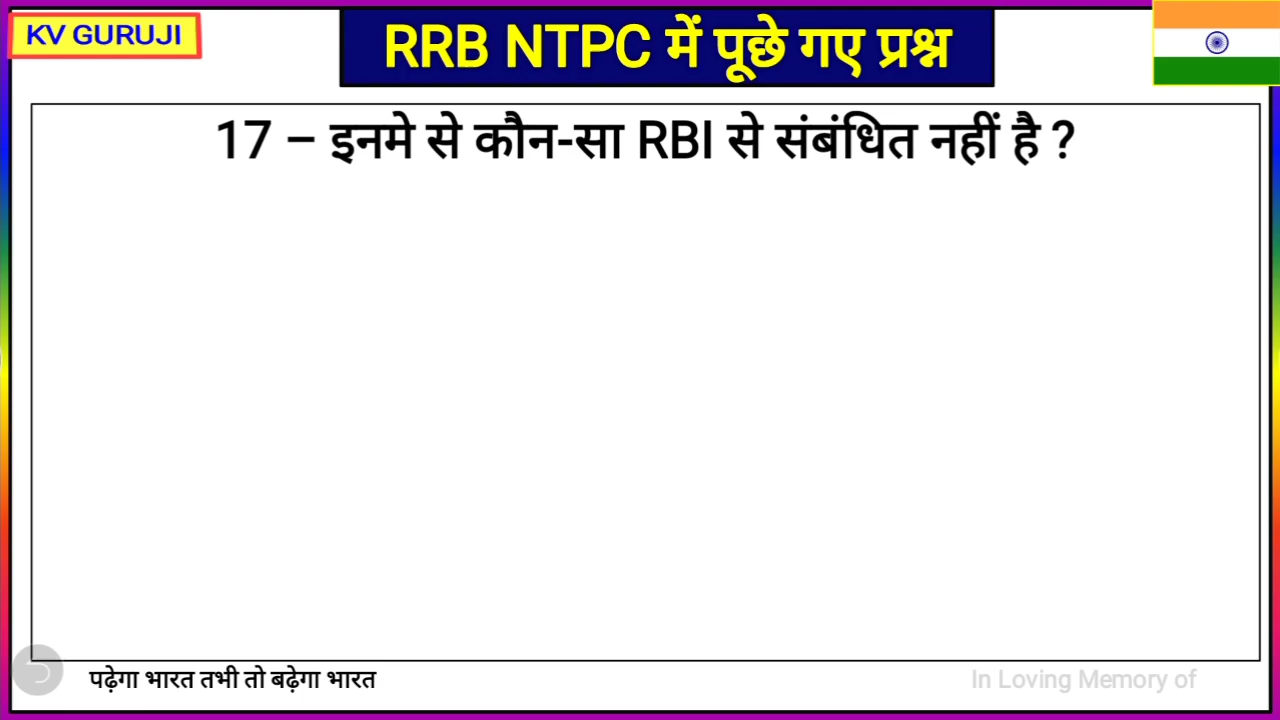 KV GURUJI
RRB NTPC में पूछे गए प्रश्न
17 – इनमे से कौन-सा RBI से संबंधित नहीं है ?
पढ़ेगा भारत तभी तो बढ़ेगा भारत
In Loving Memory of